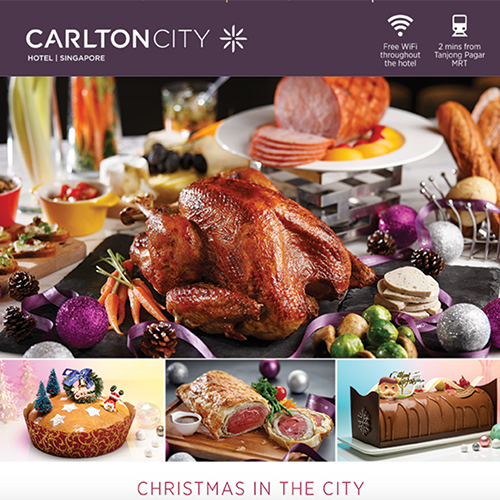 CARLTON CITY
HOTEL | SINGAPORE
Free WiFi
throughout
the hotel
2 mins from
Tanjong Pagar
MRT
CHRISTMAS IN THE CITY